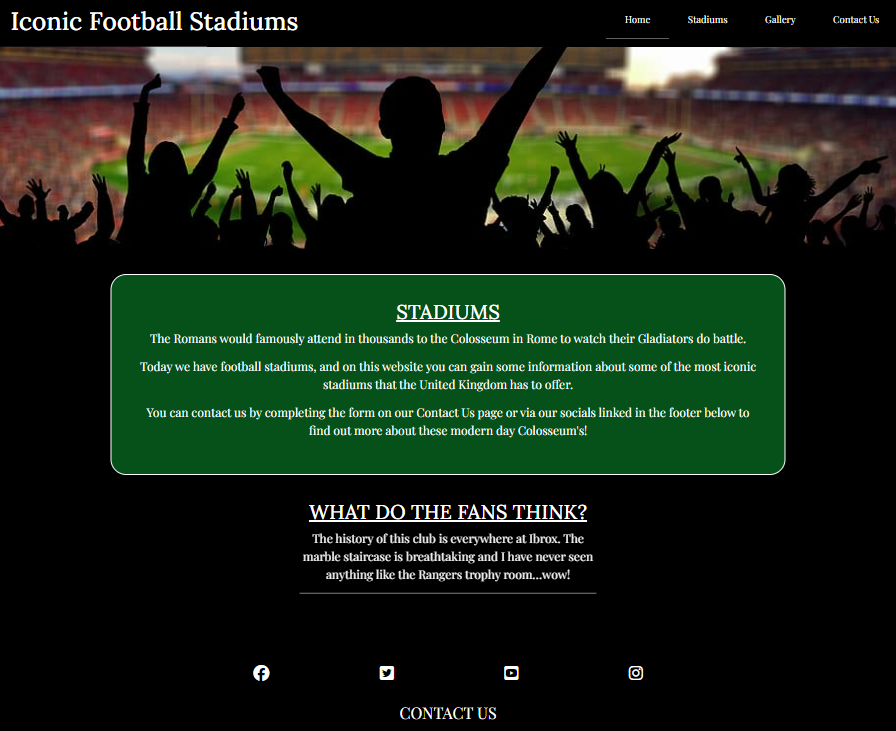 Iconic Football Stadiums
Home
Stadiums
Gallery
Contact Us
STADIUMS
The Romans would famously attend in thousands to the Colosseum in Rome to watch their Gladiators do battle.
Today we have football stadiums, and on this website you can gain some information about some of the most iconic
stadiums that the United Kingdom has to offer.
You can contact us by completing the form on our Contact Us page or via our socials linked in the footer below to
find out more about these modern day Colosseum's!
WHAT DO THE FANS THINK?
The history of this club is everywhere at Ibrox. The
marble staircase is breathtaking and I have never seen
anything like the Rangers trophy room...wow!
CONTACT US